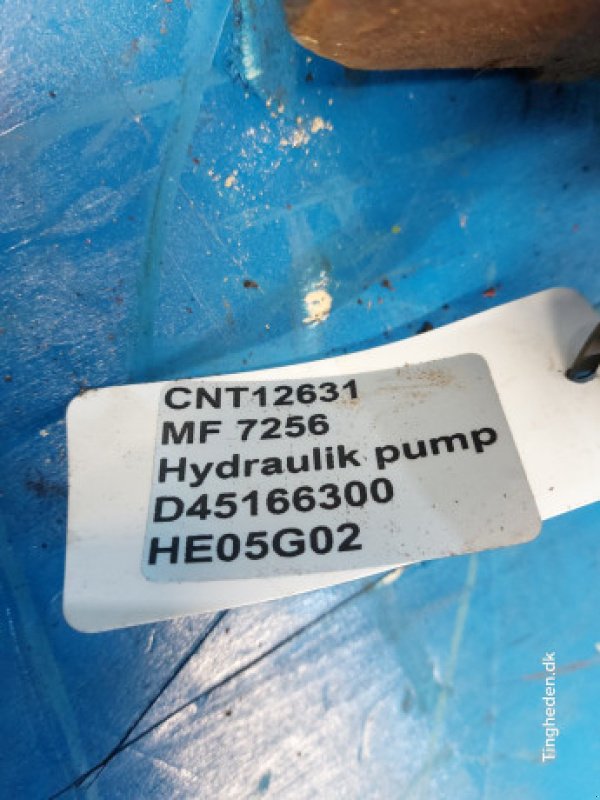 CNT12631
MF 7256
Hydraulik pump
D45166300
HE05G02
Tingheden.dk